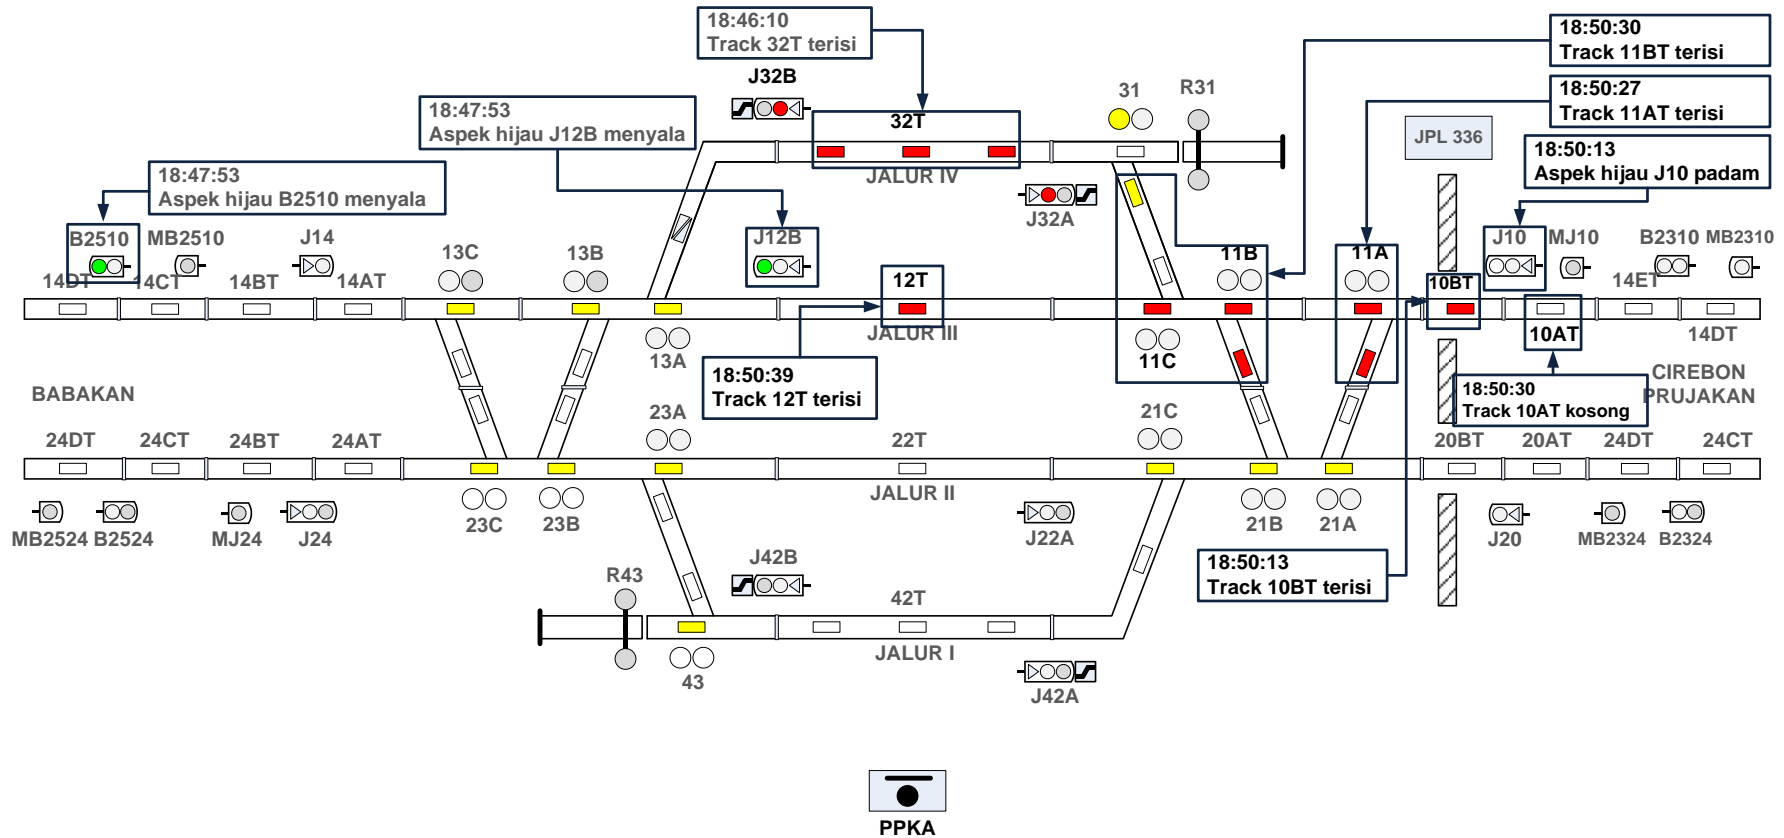 18:46:10
Track 32T terisi
18:50:30
Track 11BT terisi
J32B
31
R31
18:50:27
Track 11AT terisi
18:47:53
Aspek hijau J12B menyala
32T
JPL 336
18:50:13
Aspek hijau J10 padam
18:47:53
Aspek hijau B2510 menyala
JALUR IV
J32A
B2510
MB2510
J14
13C
13B
J12B
11B
11A
J10
MJ10
B2310
MB2310
14DT
14CT
14BT
14AT
12T
10BT
14ET
13A
JALUR III
11C
10AT
14DT
18:50:39
Track 12T terisi
18:50:30
Track 10AT kosong
CIREBON
PRUJAKAN
BABAKAN
23A
21C
24DT
24CT
24BT
24AT
22T
20BT
20AT
24DT
24CT
JALUR II
23C
23B
21B
21A
MB2524
B2524
MJ24
J24
J22A
J20
MB2324
B2324
18:50:13
Track 10BT terisi
J42B
R43
42T
JALUR I
43
J42A
PPKA